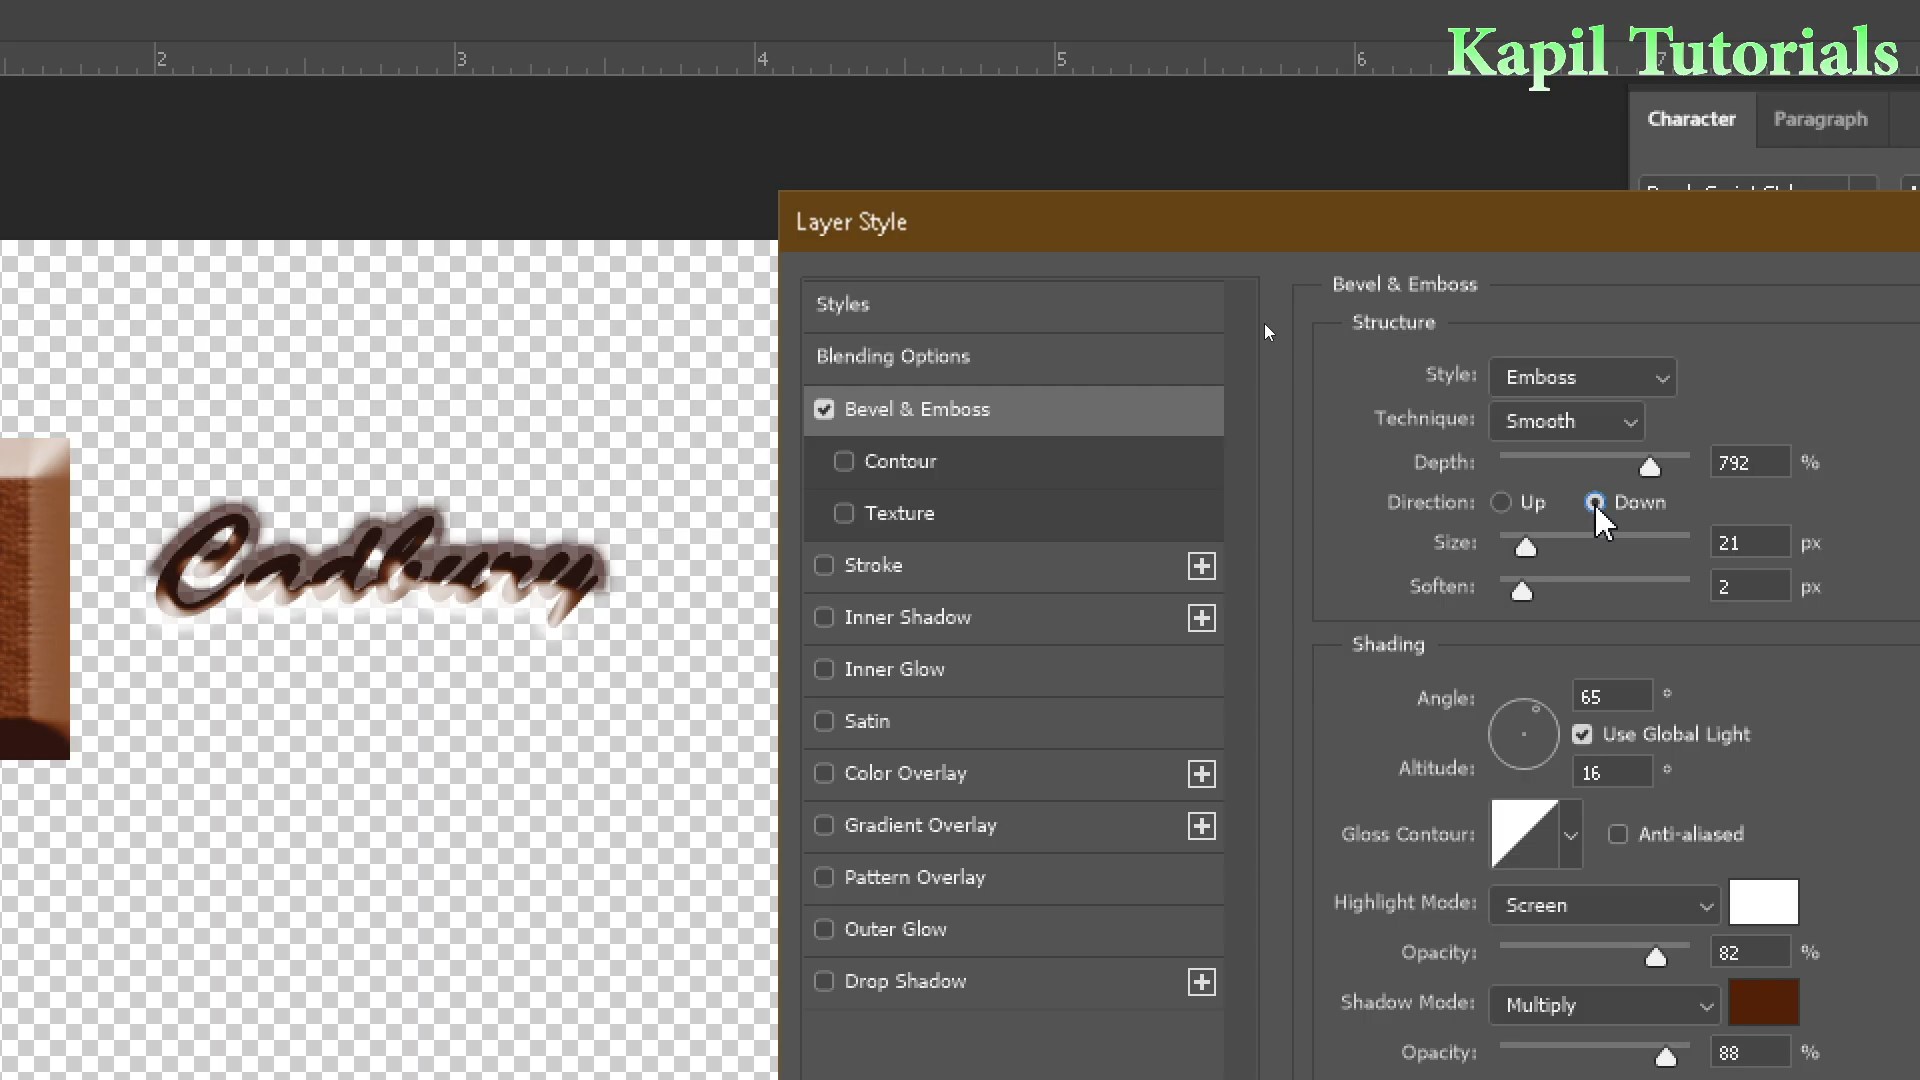 Kapil Tutorials
2 3 4 5 6 7
Character Paragraph
Layer Style
Styles
Blending Options
Bevel & Emboss
Contour
Texture
Stroke
Inner Shadow
Inner Glow
Satin
Color Overlay
Gradient Overlay
Pattern Overlay
Outer Glow
Drop Shadow
Bevel & Emboss
Structure
Style: Emboss
Technique: Smooth
Depth: 792 %
Direction: Up Down
Size: 21 px
Soften: 2 px
Shading
Angle: 65 °
Use Global Light
Altitude: 16 °
Gloss Contour: Anti-aliased
Highlight Mode: Screen
Opacity: 82 %
Shadow Mode: Multiply
Opacity: 88 %
Cadbury